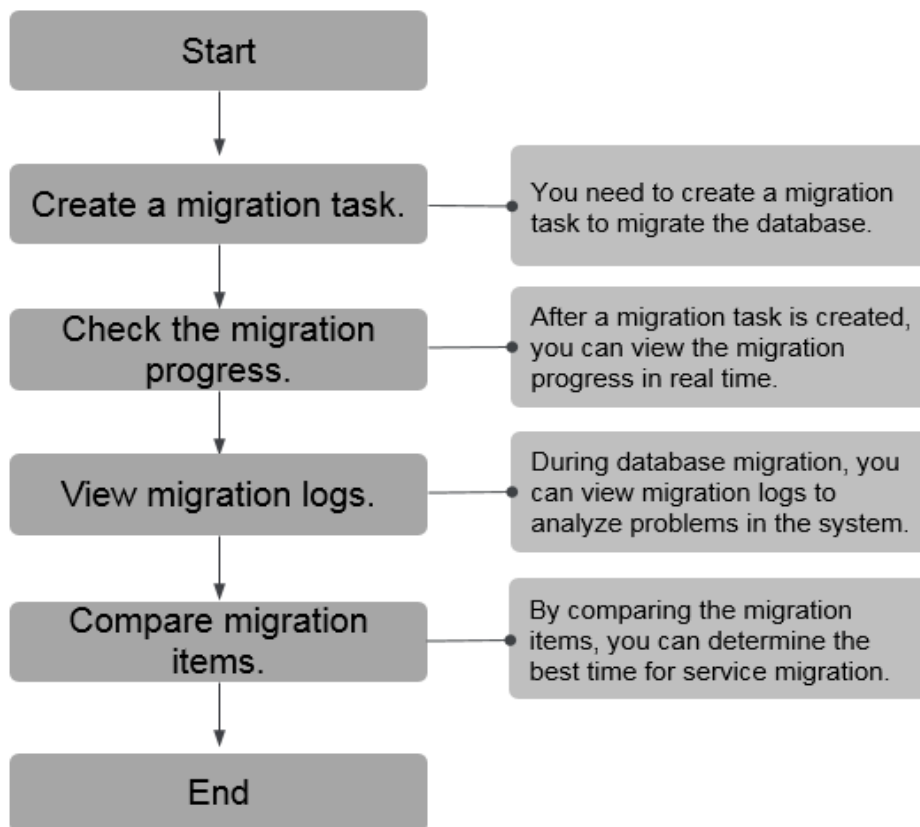 Start
Create a migration task.
You need to create a migration
task to migrate the database.
Check the migration
progress.
After a migration task is created,
you can view the migration
progress in real time.
View migration logs.
During database migration, you
can view migration logs to
analyze problems in the system.
Compare migration
items.
By comparing the migration
items, you can determine the
best time for service migration.
End